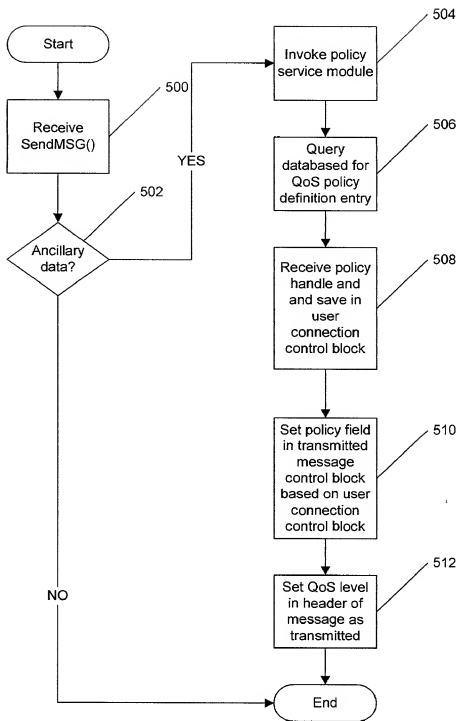 Start
500
Receive
SendMSG()
502
Ancillary
data?
YES
NO
504
Invoke policy
service module
506
Query
databased for
QoS policy
definition entry
508
Receive policy
handle and
and save in
user
connection
control block
510
Set policy field
in transmitted
message
control block
based on user
connection
control block
512
Set QoS level
in header of
message as
transmitted
End